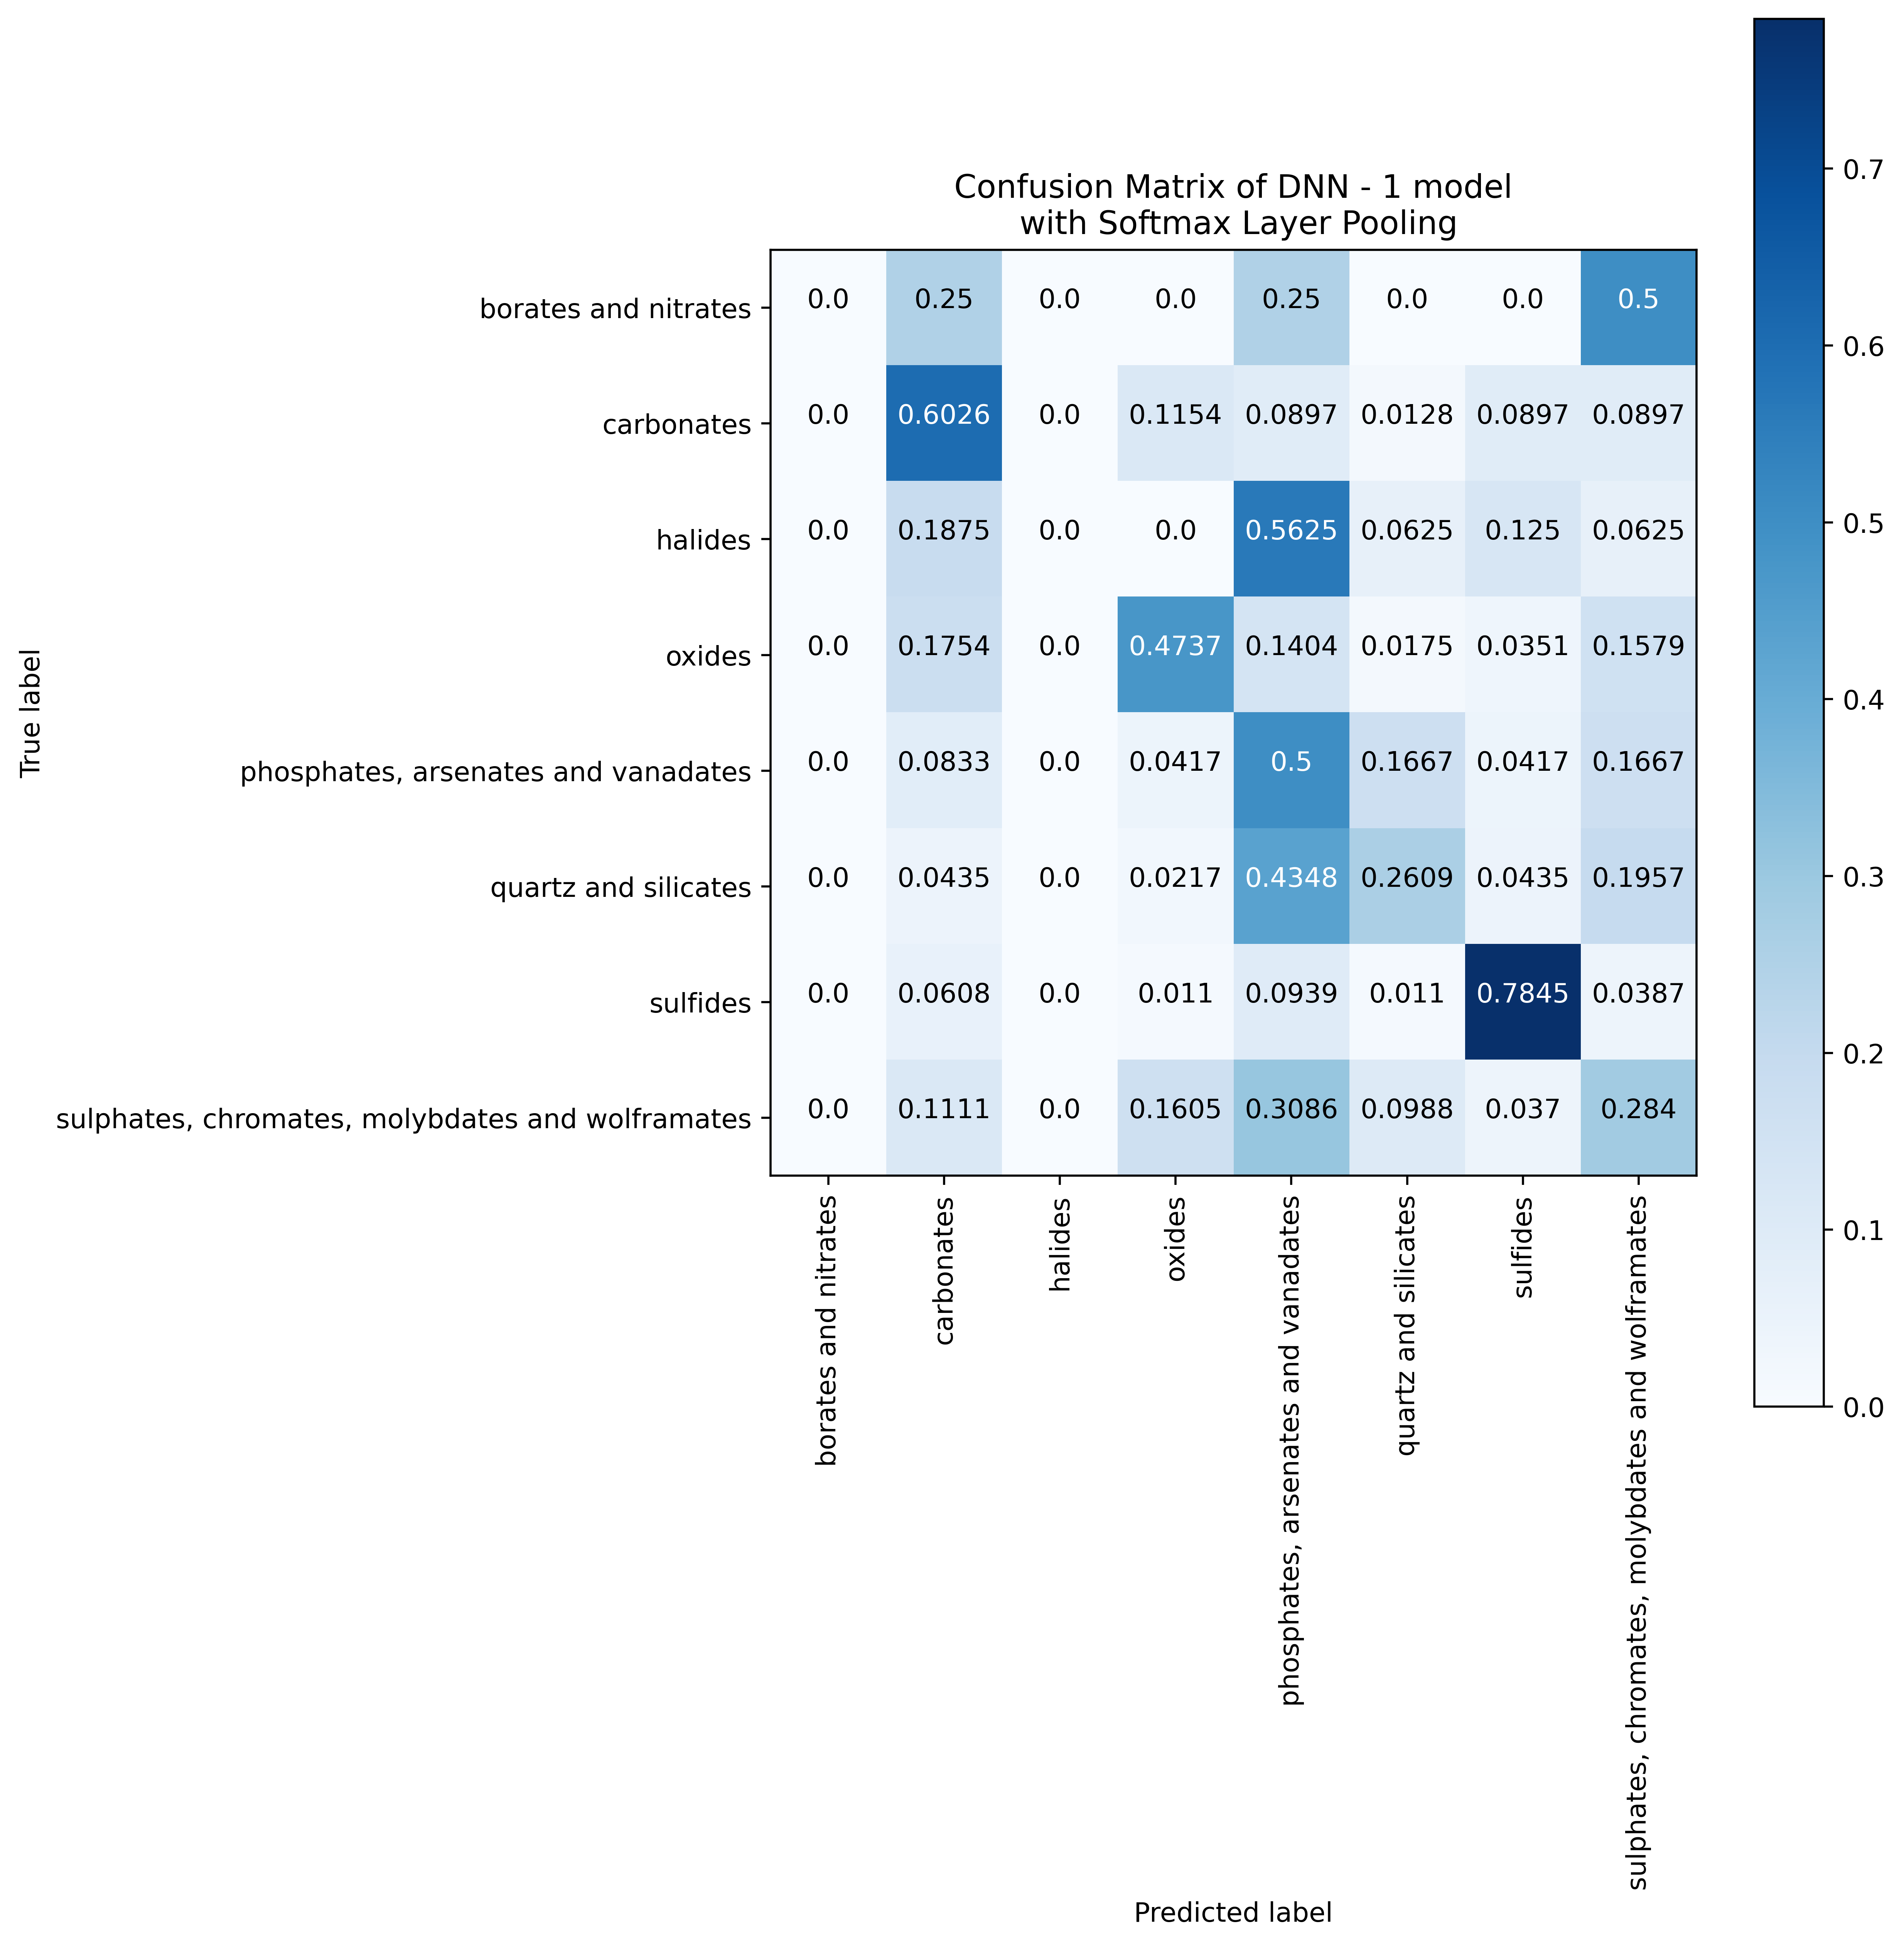 Confusion Matrix of DNN - 1 model
with Softmax Layer Pooling
True label
borates and nitrates 0.0 0.25 0.0 0.0 0.25 0.0 0.0 0.5
carbonates 0.0 0.6026 0.0 0.1154 0.0897 0.0128 0.0897 0.0897
halides 0.0 0.1875 0.0 0.0 0.5625 0.0625 0.125 0.0625
oxides 0.0 0.1754 0.0 0.4737 0.1404 0.0175 0.0351 0.1579
phosphates, arsenates and vanadates 0.0 0.0833 0.0 0.0417 0.5 0.1667 0.0417 0.1667
quartz and silicates 0.0 0.0435 0.0 0.0217 0.4348 0.2609 0.0435 0.1957
sulfides 0.0 0.0608 0.0 0.011 0.0939 0.011 0.7845 0.0387
sulphates, chromates, molybdates and wolframates 0.0 0.1111 0.0 0.1605 0.3086 0.0988 0.037 0.284
borates and nitrates
carbonates
halides
oxides
phosphates, arsenates and vanadates
quartz and silicates
sulfides
sulphates, chromates, molybdates and wolframates
Predicted label
0.7
0.6
0.5
0.4
0.3
0.2
0.1
0.0